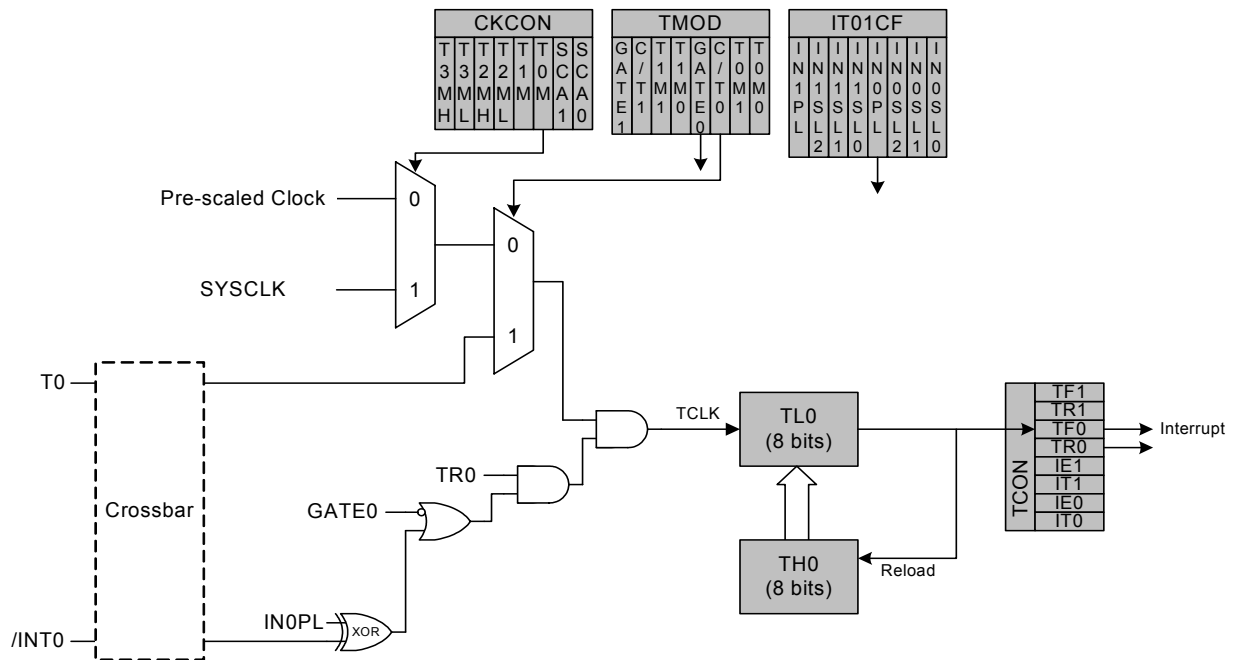 CKCON
T3MH
T3ML
T2MH
T2ML
T1M
T0M
SCA1
SCA0
TMOD
GATE1
C/T1
T1M1
T1M0
GATE0
C/T0
T0M1
T0M0
IT01CF
IN1PL
IN1SL2
IN1SL1
IN1SL0
IN0PL
IN0SL2
IN0SL1
IN0SL0
Pre-scaled Clock
0
SYSCLK
1
0
1
T0
Crossbar
/INT0
TR0
GATE0
IN0PL
XOR
TCLK
TL0
(8 bits)
TH0
(8 bits)
Reload
TCON
TF1
TR1
TF0
TR0
IE1
IT1
IE0
IT0
Interrupt